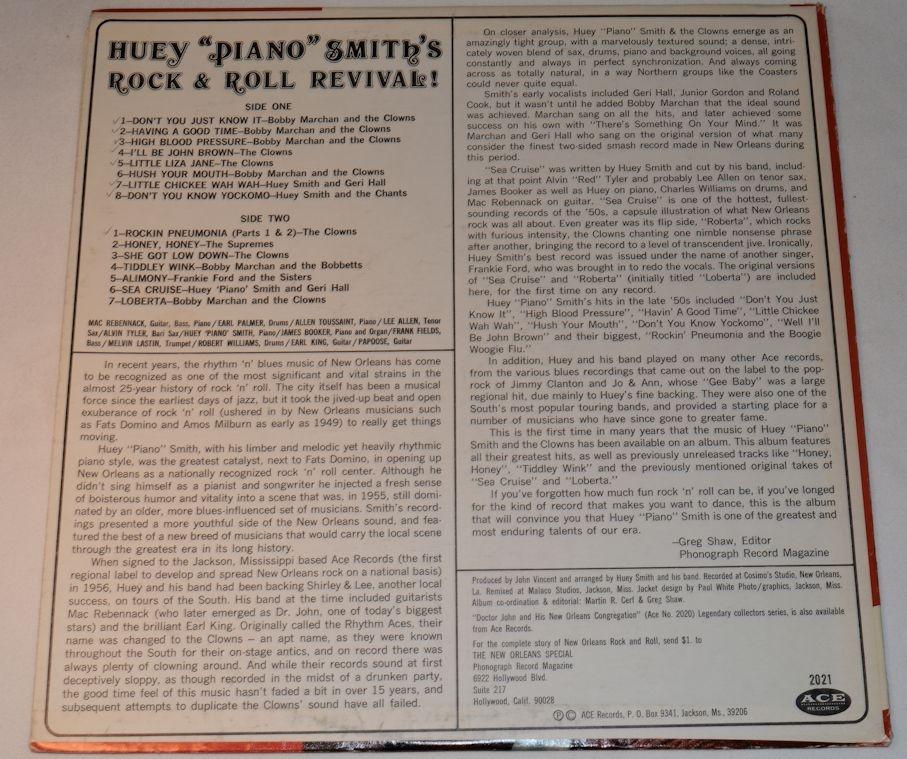 HUEY "PIANO" SMITH'S
ROCK & ROLL REVIVAL!
SIDE ONE
1—DON'T YOU JUST KNOW IT—Bobby Marchan and the Clowns
2—HAVING A GOOD TIME—Bobby Marchan and the Clowns
3—HIGH BLOOD PRESSURE—Bobby Marchan and the Clowns
4—I'LL BE JOHN BROWN—The Clowns
5—LITTLE LIZA JANE—The Clowns
6—HUSH YOUR MOUTH—Bobby Marchan and the Clowns
7—LITTLE CHICKEE WAH WAH—Huey Smith and Geri Hall
8—DON'T YOU KNOW YOCKOMO—Huey Smith and the Chants
SIDE TWO
1—ROCKIN PNEUMONIA (Parts 1 & 2)—The Clowns
2—HONEY, HONEY—The Supremes
3—SHE GOT LOW DOWN—The Clowns
4—TIDDLEY WINK—Bobby Marchan and the Bobbetts
5—ALIMONY—Frankie Ford and the Sisters
6—SEA CRUISE—Huey 'Piano' Smith and Geri Hall
7—LOBERTA—Bobby Marchan and the Clowns
MAC REBENNACK, Guitar, Bass, Piano / EARL PALMER, Drums / ALLEN TOUSSAINT, Piano / LEE ALLEN, Tenor
Sax / ALVIN TYLER, Bari Sax / HUEY 'PIANO' SMITH, Piano / JAMES BOOKER, Piano and Organ / FRANK FIELDS,
Bass / MELVIN LASTIN, Trumpet / ROBERT WILLIAMS, Drums / EARL KING, Guitar / PAPOOSE, Guitar
In recent years, the rhythm 'n' blues music of New Orleans has come
to be recognized as one of the most significant and vital strains in the
almost 25-year history of rock 'n' roll. The city itself has been a musical
force since the earliest days of jazz, but it took the jived-up beat and open
exuberance of rock 'n' roll (ushered in by New Orleans musicians such
as Fats Domino and Amos Milburn as early as 1949) to really get things
moving.
Huey "Piano" Smith, with his limber and melodic yet heavily rhythmic
piano style, was the greatest catalyst, next to Fats Domino, in opening up
New Orleans as a nationally recognized rock 'n' roll center. Although he
didn't sing himself as a pianist and songwriter he injected a fresh sense
of boisterous humor and vitality into a scene that was, in 1955, still domi-
nated by an older, more blues-influenced set of musicians. Smith's record-
ings presented a more youthful side of the New Orleans sound, and fea-
tured the best of a new breed of musicians that would carry the local scene
through the greatest era in its long history.
When signed to the Jackson, Mississippi based Ace Records (the first
regional label to develop and spread New Orleans rock on a national basis)
in 1956, Huey and his band had been backing Shirley & Lee, another local
success, on tours of the South. His band at the time included guitarists
Mac Rebennack (who later emerged as Dr. John, one of today's biggest
stars) and the brilliant Earl King. Originally called the Rhythm Aces, their
name was changed to the Clowns — an apt name, as they were known
throughout the South for their on-stage antics, and on record there was
always plenty of clowning around. And while their records sound at first
deceptively sloppy, as though recorded in the midst of a drunken party,
the good time feel of this music hasn't faded a bit in over 15 years, and
subsequent attempts to duplicate the Clowns' sound have all failed.
On closer analysis, Huey "Piano" Smith & the Clowns emerge as an
amazingly tight group, with a marvelously textured sound; a dense, intri-
cately woven blend of sax, drums, piano and background voices, all going
constantly and always in perfect synchronization. And always coming
across as totally natural, in a way Northern groups like the Coasters
could never quite equal.
Smith's early vocalists included Geri Hall, Junior Gordon and Roland
Cook, but it wasn't until he added Bobby Marchan that the ideal sound
was achieved. Marchan sang on all the hits, and later achieved some
success on his own with "There's Something On Your Mind." It was
Marchan and Geri Hall who sang on the original version of what many
consider the finest two-sided smash record made in New Orleans during
this period.
"Sea Cruise" was written by Huey Smith and cut by his band, includ-
ing at that point Alvin "Red" Tyler and probably Lee Allen on tenor sax,
James Booker as well as Huey on piano, Charles Williams on drums, and
Mac Rebennack on guitar. "Sea Cruise" is one of the hottest, fullest-
sounding records of the '50s, a capsule illustration of what New Orleans
rock was all about. Even greater was its flip side, "Roberta", which rocks
with furious intensity, the Clowns chanting one nimble nonsense phrase
after another, bringing the record to a level of transcendent jive. Ironically,
Huey Smith's best record was issued under the name of another singer,
Frankie Ford, who was brought in to redo the vocals. The original versions
of "Sea Cruise" and "Roberta" (initially titled "Loberta") are included
here, for the first time on any record.
Huey "Piano" Smith's hits in the late '50s included "Don't You Just
Know It", "High Blood Pressure", "Havin' A Good Time", "Little Chickee
Wah Wah", "Hush Your Mouth", "Don't You Know Yockomo", "Well I'll
Be John Brown" and their biggest, "Rockin' Pneumonia and the Boogie
Woogie Flu."
In addition, Huey and his band played on many other Ace records,
from the various blues recordings that came out on the label to the pop-
rock of Jimmy Clanton and Jo & Ann, whose "Gee Baby" was a large
regional hit, due mainly to Huey's fine backing. They were also one of the
South's most popular touring bands, and provided a starting place for a
number of musicians who have since gone to greater fame.
This is the first time in many years that the music of Huey "Piano"
Smith and the Clowns has been available on an album. This album features
all their greatest hits, as well as previously unreleased tracks like "Honey,
Honey", "Tiddley Wink" and the previously mentioned original takes of
"Sea Cruise" and "Loberta."
If you've forgotten how much fun rock 'n' roll can be, if you've longed
for the kind of record that makes you want to dance, this is the album
that will convince you that Huey "Piano" Smith is one of the greatest and
most enduring talents of our era.
—Greg Shaw, Editor
Phonograph Record Magazine
Produced by John Vincent and arranged by Huey Smith and his band. Recorded at Cosimo's Studio, New Orleans,
La. Remixed at Malaco Studios, Jackson, Miss. Jacket design by Paul White Photo/graphics, Jackson, Miss.
Album co-ordination & editorial: Martin R. Cerf & Greg Shaw.
"Doctor John and His New Orleans Congregation" (Ace No. 2020) Legendary collectors series, is also available
from Ace Records.
For the complete story of New Orleans Rock and Roll, send $1. to
THE NEW ORLEANS SPECIAL
Phonograph Record Magazine
6922 Hollywood Blvd.
Suite 217
Hollywood, Calif. 90028
Ⓟ © ACE Records, P. O. Box 9341, Jackson, Ms., 39206
2021
ACE
RECORDS